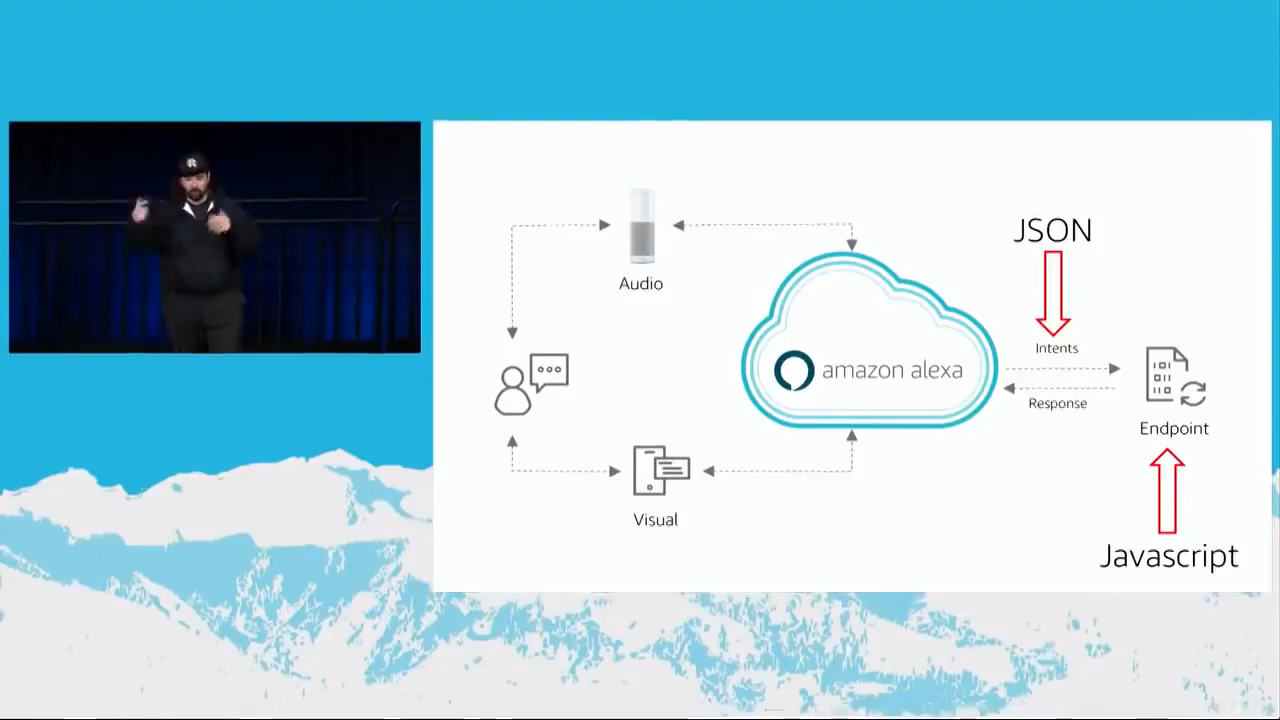 JSON
Audio
Intents
amazon alexa
Response
Endpoint
Visual
Javascript